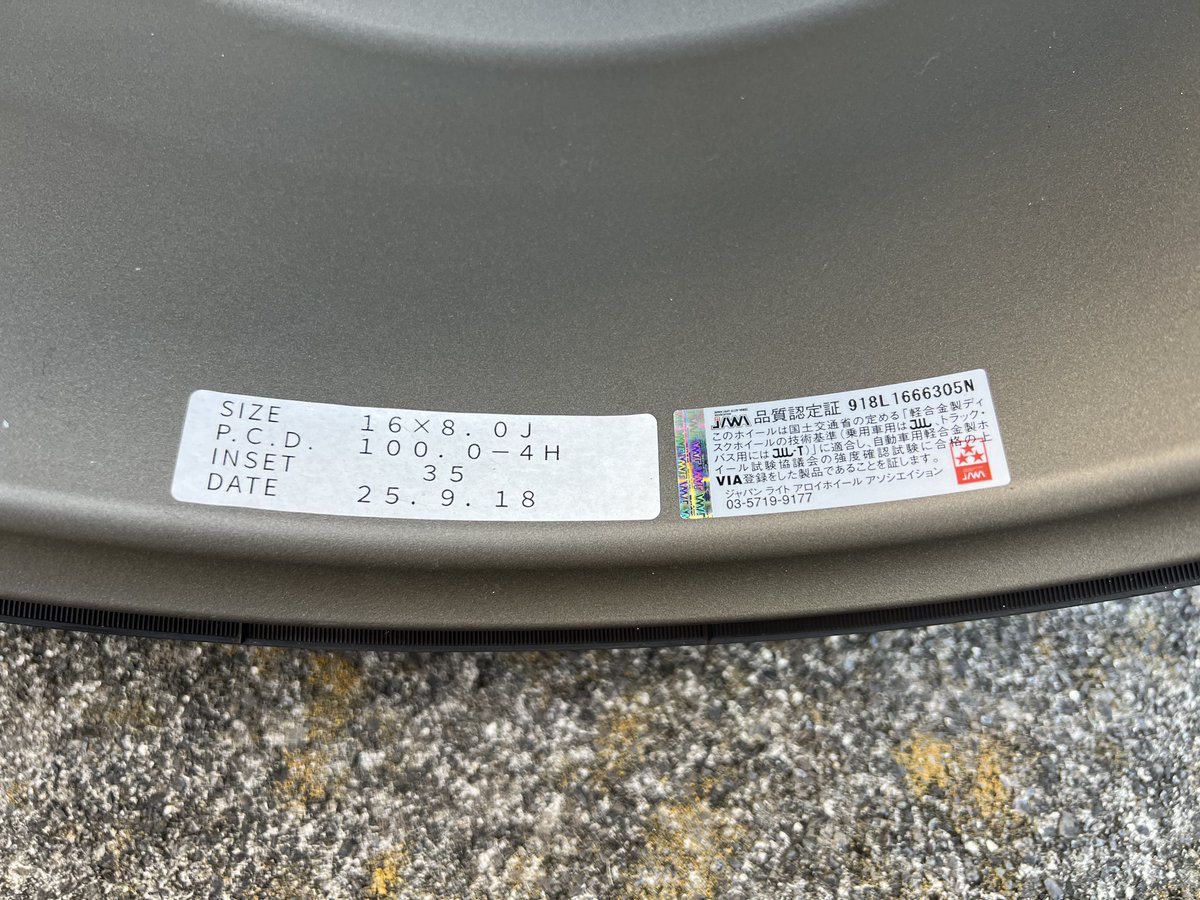 SIZE 16×8.0J
P.C.D. 100.0-4H
INSET 35
DATE 25.9.18
JAWA 品質認定証 918L1666305N
このホイールは国土交通省の定める「軽合金製ディ
スクホイールの技術基準(乗用車用はJWL、トラック・
バス用にはJWL-T)」に適合し、自動車用軽合金製ホ
イール試験協議会の強度確認試験に合格の上
VIA登録をした製品であることを証します。
ジャパン ライト アロイホイール アソシエイション
03-5719-9177
JAWA